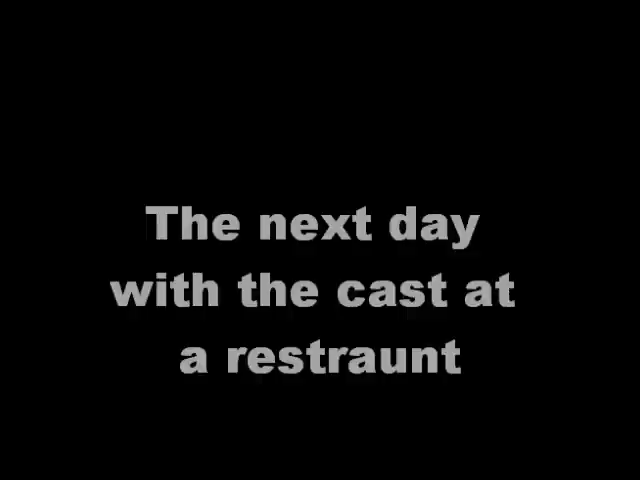 The next day
with the cast at
a restraunt